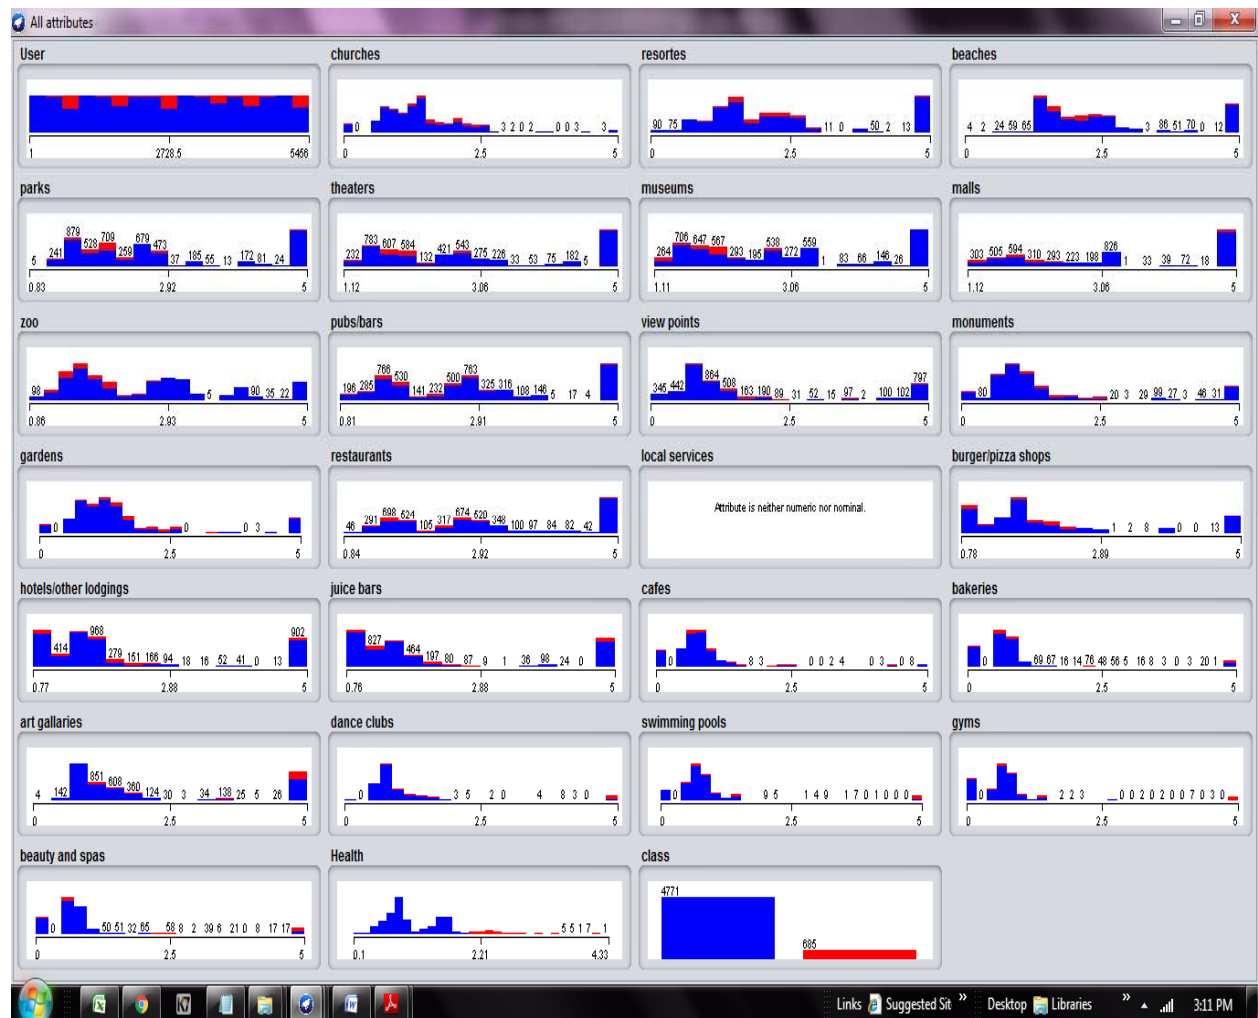 All attributes
User churches resortes beaches
3 2 0 2 0 0 3 3
90 75 11 0 50 2 13
4 2 24 59 65 3 86 51 70 0 12
1 2728.5 5456
0 2.5 5
0 2.5 5
0 2.5 5
parks theaters museums malls
5 241 879 528 709 259 679 473 37 185 55 13 172 81 24
232 783 607 584 132 421 543 275 226 33 53 75 182 5
264 706 647 567 293 195 538 272 559 1 83 66 146 26
303 505 594 310 293 223 198 826 1 33 39 72 18
0.83 2.92 5
1.12 3.06 5
1.11 3.06 5
1.12 3.06 5
zoo pubs/bars view points monuments
98 5 90 35 22
196 285 766 530 141 232 500 763 325 316 108 146 5 17 4
345 442 864 508 163 190 89 31 52 15 97 2 100 102 797
80 20 3 29 99 27 3 46 31
0.86 2.93 5
0.81 2.91 5
0 2.5 5
0 2.5 5
gardens restaurants local services burger/pizza shops
0 0 0 3
46 291 698 524 105 317 674 520 348 100 97 84 82 42
Attribute is neither numeric nor nominal.
1 2 8 0 0 13
0 2.5 5
0.84 2.92 5
0.78 2.89 5
hotels/other lodgings juice bars cafes bakeries
414 968 279 151 166 94 18 16 52 41 0 13 902
827 464 197 80 87 9 1 36 98 24 0
0 8 3 0 0 2 4 0 3 0 8
0 69 67 16 14 76 48 56 5 16 8 3 0 3 20 1
0.77 2.88 5
0.76 2.88 5
0 2.5 5
0 2.5 5
art gallaries dance clubs swimming pools gyms
4 142 851 608 360 124 30 3 34 138 25 5 26
0 3 5 2 0 4 8 3 0
0 9 5 1 4 9 1 7 0 1 0 0 0
0 2 2 3 0 0 2 0 2 0 0 7 0 3 0
0 2.5 5
0 2.5 5
0 2.5 5
0 2.5 5
beauty and spas Health class
0 50 51 32 65 58 8 2 39 6 21 0 8 17 17
5 5 1 7 1
4771
685
0 2.5 5
0.1 2.21 4.33
Links Suggested Sit » Desktop Libraries » 3:11 PM